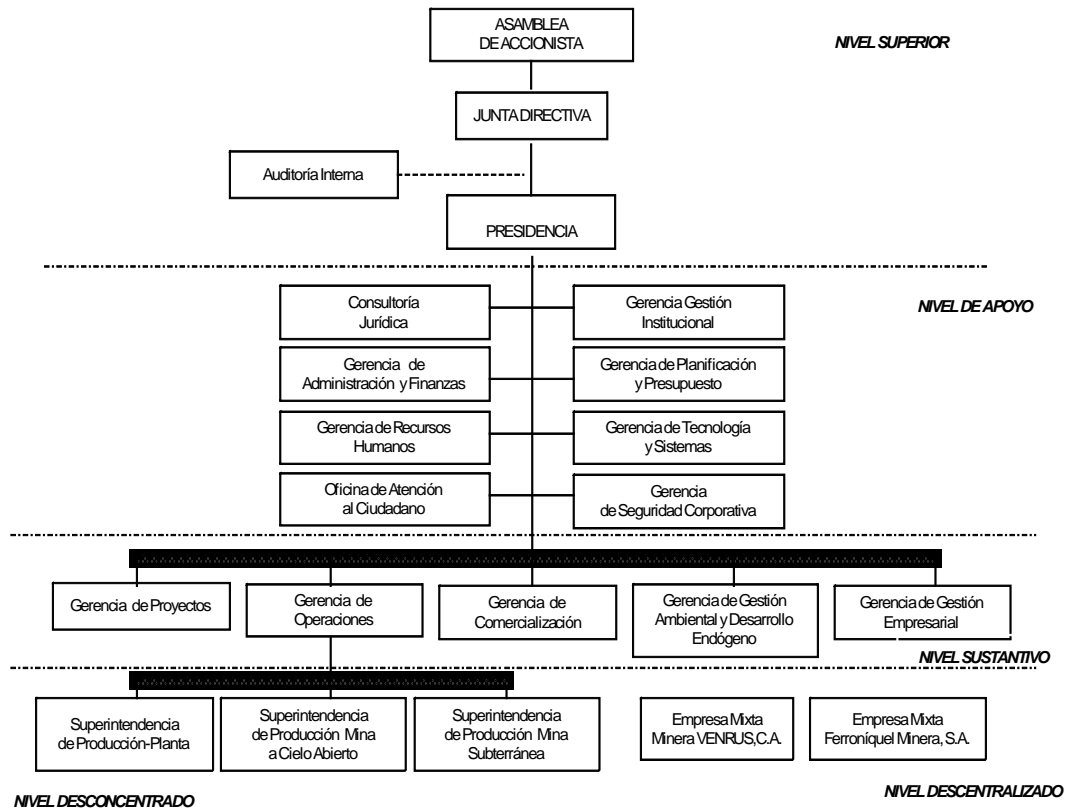 ASAMBLEA
DE ACCIONISTA
NIVEL SUPERIOR
JUNTA DIRECTIVA
Auditoría Interna
PRESIDENCIA
Consultoría
Jurídica
Gerencia Gestión
Institucional
NIVEL DE APOYO
Gerencia de
Administración y Finanzas
Gerencia de Planificación
y Presupuesto
Gerencia de Recursos
Humanos
Gerencia de Tecnología
y Sistemas
Oficina de Atención
al Ciudadano
Gerencia
de Seguridad Corporativa
Gerencia de Proyectos
Gerencia de
Operaciones
Gerencia de
Comercialización
Gerencia de Gestión
Ambiental y Desarrollo
Endógeno
Gerencia de Gestión
Empresarial
NIVEL SUSTANTIVO
Superintendencia
de Producción-Planta
Superintendencia
de Producción Mina
a Cielo Abierto
Superintendencia
de Producción Mina
Subterránea
Empresa Mixta
Minera VENRUS,C.A.
Empresa Mixta
Ferroníquel Minera, S.A.
NIVEL DESCONCENTRADO
NIVEL DESCENTRALIZADO